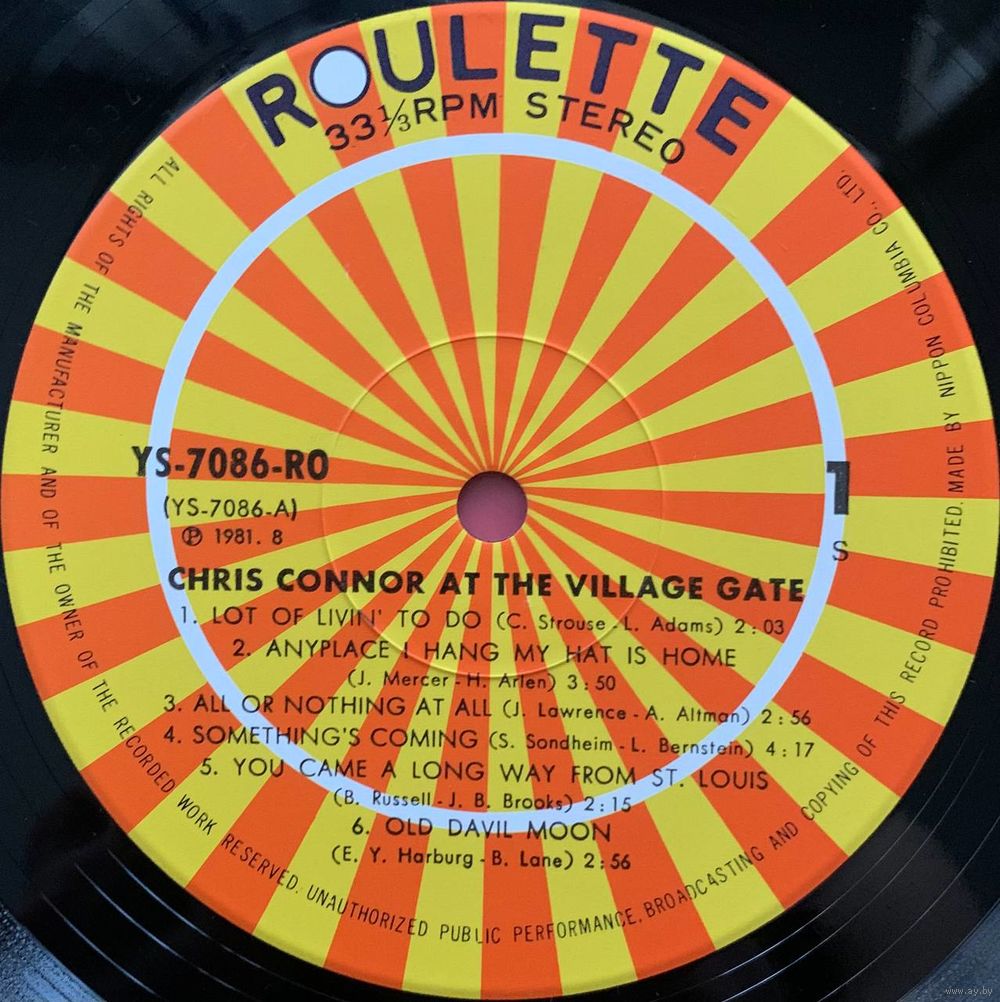 ROULETTE
33⅓RPM STEREO
YS-7086-RO
(YS-7086-A)
Ⓟ 1981. 8
1
S
CHRIS CONNOR AT THE VILLAGE GATE
1. LOT OF LIVIN' TO DO (C. Strouse - L. Adams) 2:03
2. ANYPLACE I HANG MY HAT IS HOME
(J. Mercer - H. Arlen) 3:50
3. ALL OR NOTHING AT ALL (J. Lawrence - A. Altman) 2:56
4. SOMETHING'S COMING (S. Sondheim - L. Bernstein) 4:17
5. YOU CAME A LONG WAY FROM ST. LOUIS
(B. Russell - J. B. Brooks) 2:15
6. OLD DAVIL MOON
(E. Y. Harburg - B. Lane) 2:56
ALL RIGHTS OF THE MANUFACTURER AND OF THE OWNER OF THE RECORDED WORK RESERVED. UNAUTHORIZED PUBLIC PERFORMANCE, BROADCASTING AND COPYING OF THIS RECORD PROHIBITED. MADE BY NIPPON COLUMBIA CO., LTD.
www.ay.by